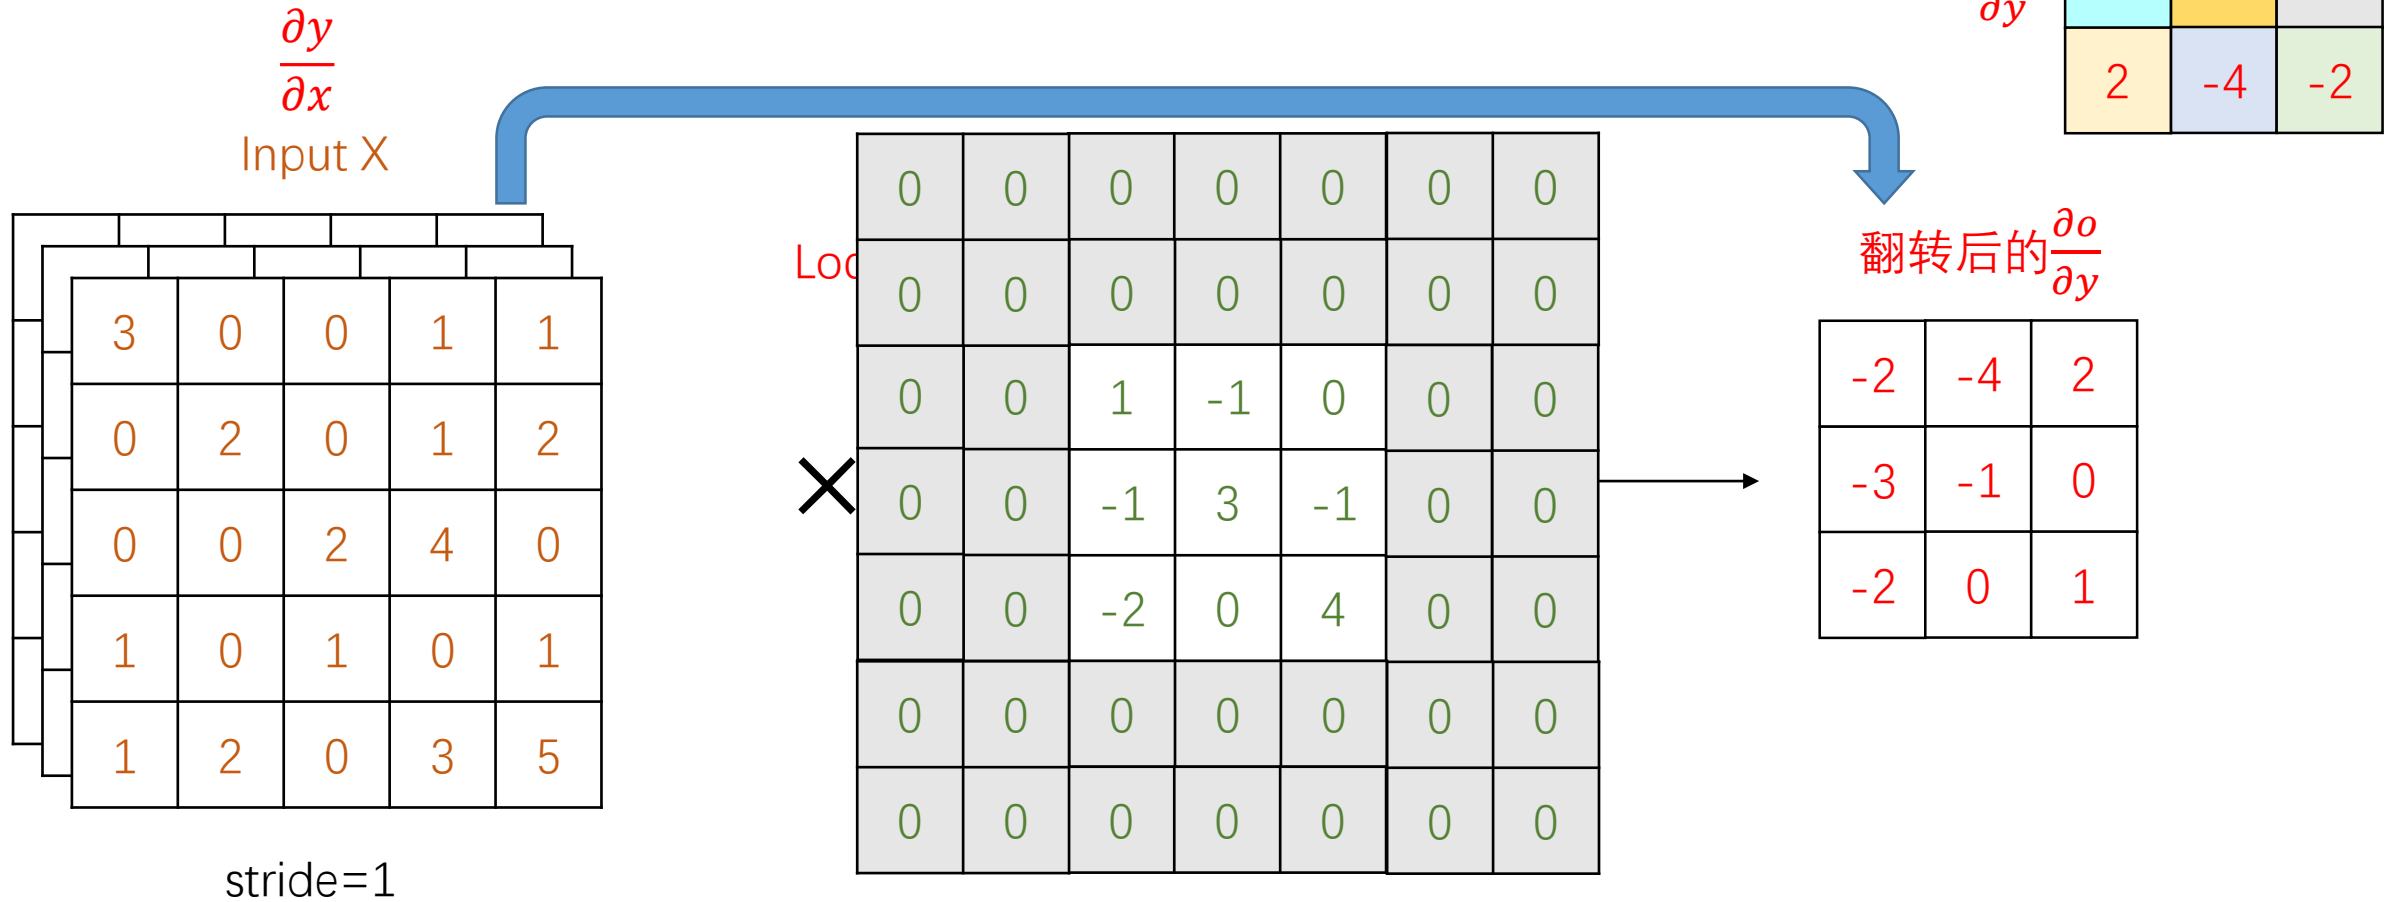 ∂y
∂y
∂x
2 -4 -2
Input X
Loc
翻转后的 ∂o
∂y
3 0 0 1 1
0 2 0 1 2
0 0 2 4 0
1 0 1 0 1
1 2 0 3 5
stride=1
×
0 0 0 0 0 0 0
0 0 0 0 0 0 0
0 0 1 -1 0 0 0
0 0 -1 3 -1 0 0
0 0 -2 0 4 0 0
0 0 0 0 0 0 0
0 0 0 0 0 0 0
-2 -4 2
-3 -1 0
-2 0 1